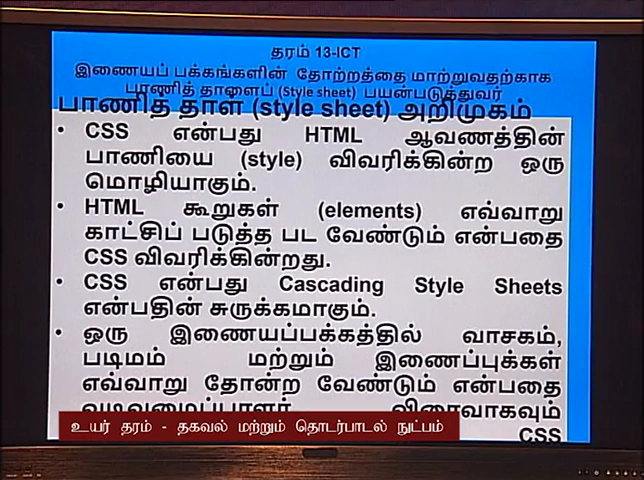 தரம் 13-ICT
இணையப் பக்கங்களின் தோற்றத்தை மாற்றுவதற்காக
பாணித் தாளைப் (Style sheet) பயன்படுத்துவர்
பாணித் தாள் (style sheet) அறிமுகம்
• CSS என்பது HTML ஆவணத்தின்
பாணியை (style) விவரிக்கின்ற ஒரு
மொழியாகும்.
• HTML கூறுகள் (elements) எவ்வாறு
காட்சிப் படுத்த பட வேண்டும் என்பதை
CSS விவரிக்கின்றது.
• CSS என்பது Cascading Style Sheets
என்பதின் சுருக்கமாகும்.
• ஒரு இணையப்பக்கத்தில் வாசகம்,
படிமம் மற்றும் இணைப்புக்கள்
எவ்வாறு தோன்ற வேண்டும் என்பதை
வடிவமைப்பாளர் விரைவாகவும்
CSS
உயர் தரம் - தகவல் மற்றும் தொடர்பாடல் நுட்பம்